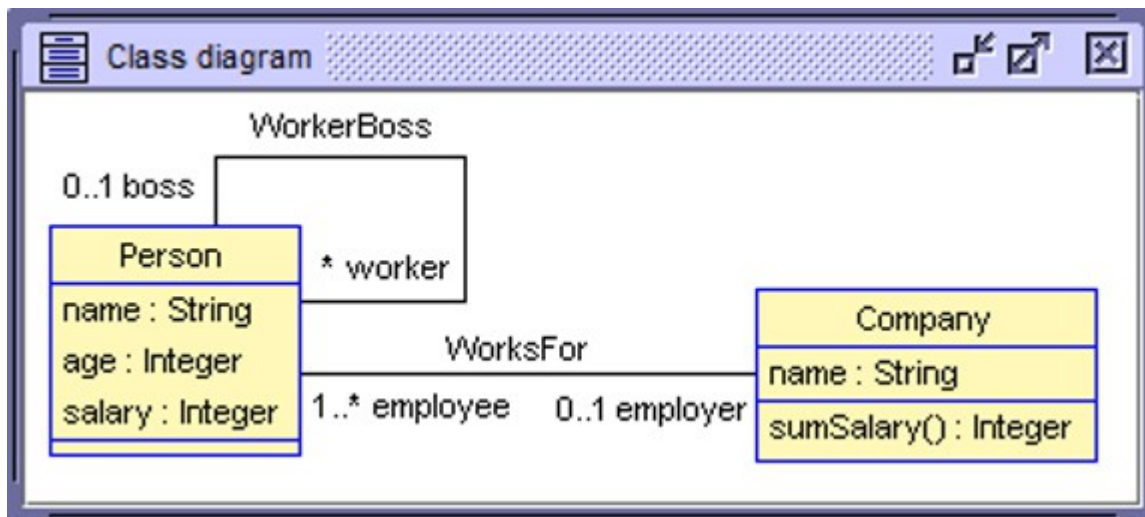 Class diagram
WorkerBoss
0..1 boss
Person
* worker
name : String
age : Integer
salary : Integer
WorksFor
1..* employee
0..1 employer
Company
name : String
sumSalary() : Integer